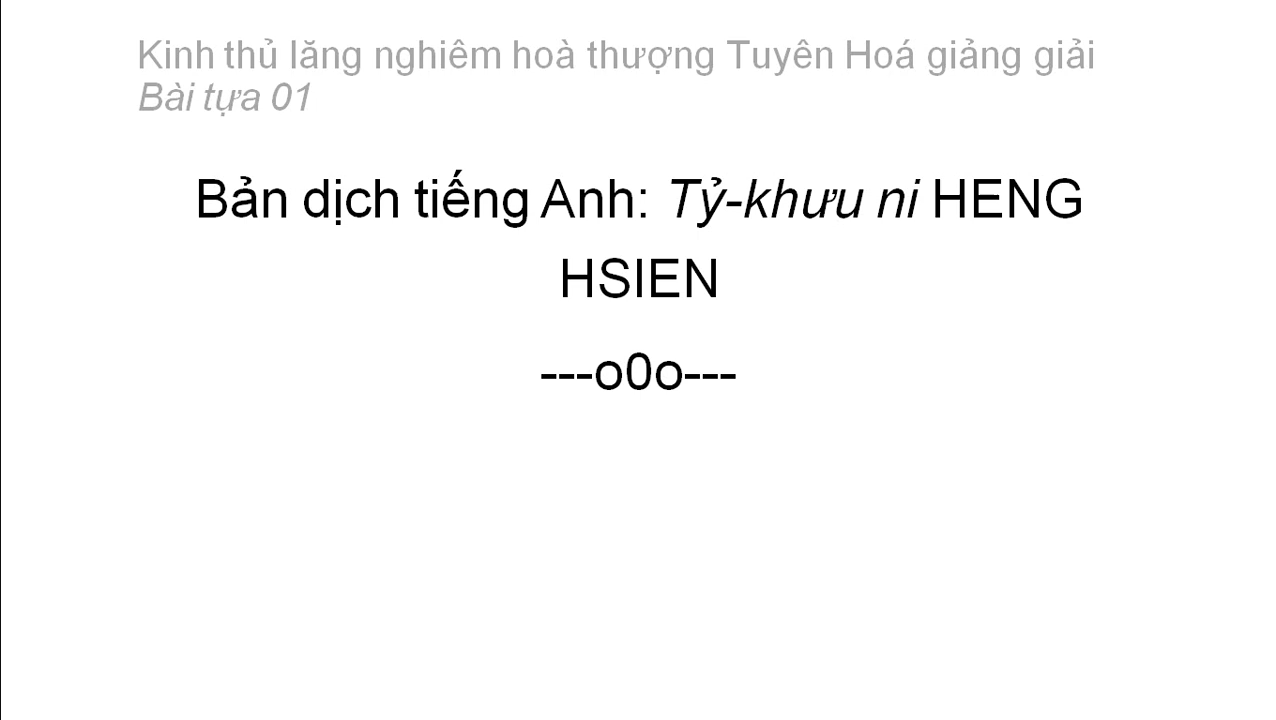 Kinh thủ lăng nghiêm hoà thượng Tuyên Hoá giảng giải
Bài tựa 01
Bản dịch tiếng Anh: Tỷ-khưu ni HENG
HSIEN
---o0o---